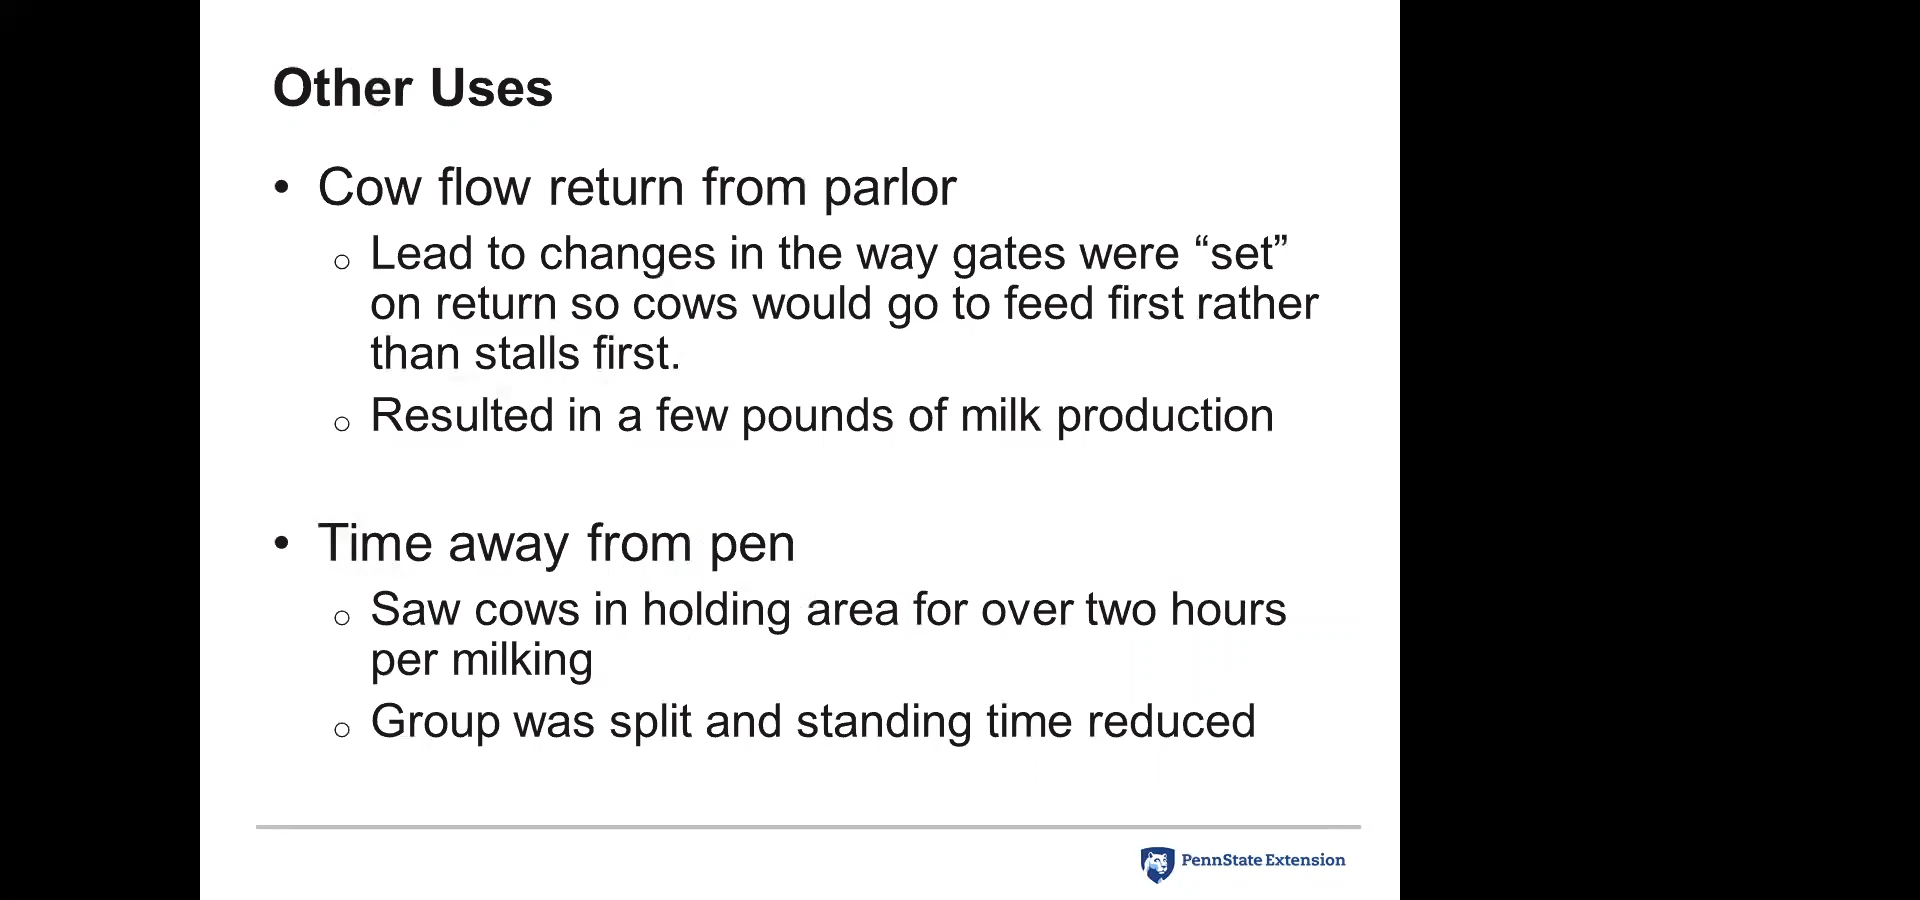 Other Uses
• Cow flow return from parlor
○ Lead to changes in the way gates were “set”
on return so cows would go to feed first rather
than stalls first.
○ Resulted in a few pounds of milk production
• Time away from pen
○ Saw cows in holding area for over two hours
per milking
○ Group was split and standing time reduced
PennState Extension